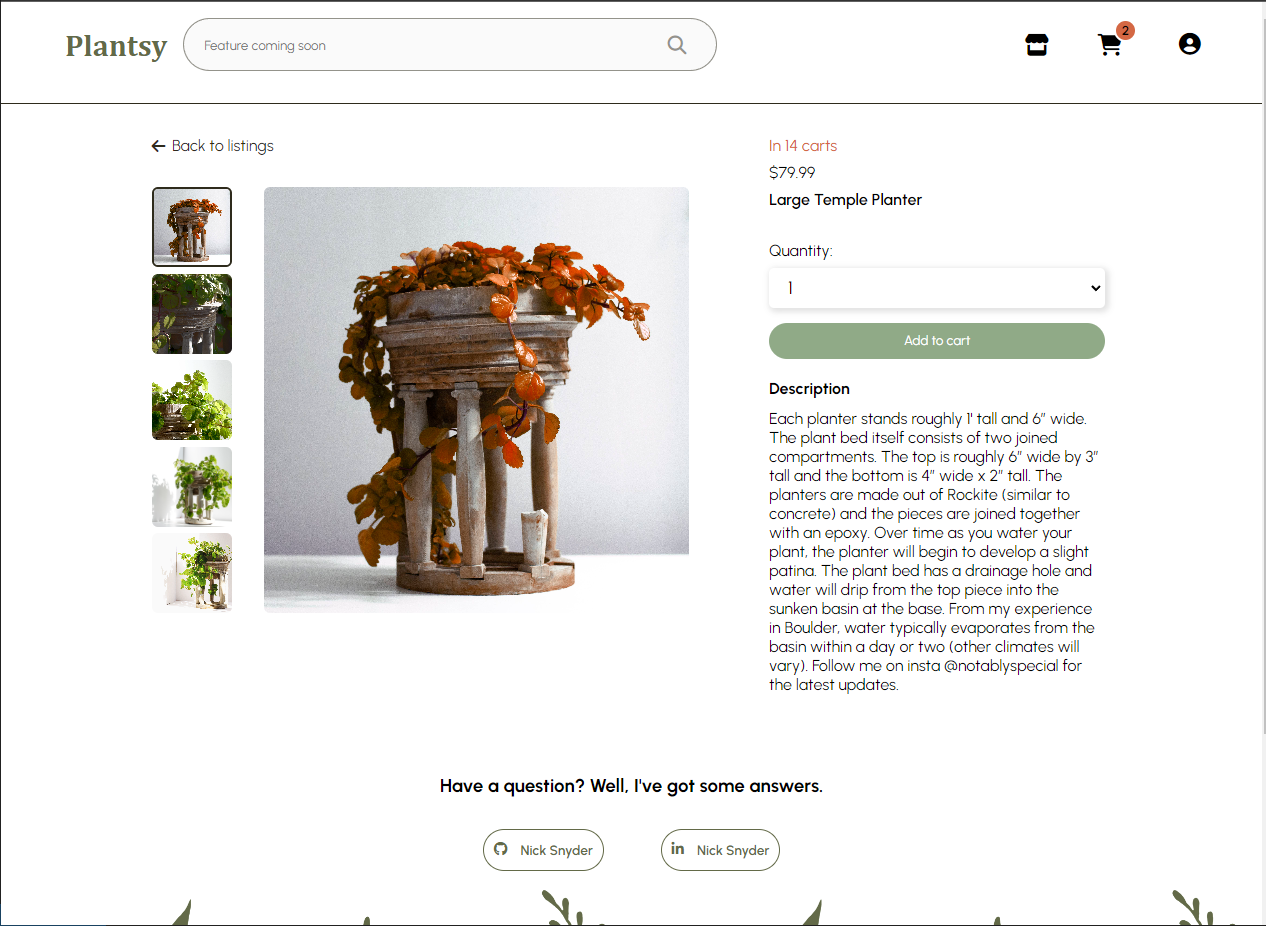 Plantsy
Feature coming soon
2
Back to listings
In 14 carts
$79.99
Large Temple Planter
Quantity:
1
Add to cart
Description
Each planter stands roughly 1' tall and 6” wide.
The plant bed itself consists of two joined
compartments. The top is roughly 6” wide by 3”
tall and the bottom is 4” wide x 2” tall. The
planters are made out of Rockite (similar to
concrete) and the pieces are joined together
with an epoxy. Over time as you water your
plant, the planter will begin to develop a slight
patina. The plant bed has a drainage hole and
water will drip from the top piece into the
sunken basin at the base. From my experience
in Boulder, water typically evaporates from the
basin within a day or two (other climates will
vary). Follow me on insta @notablyspecial for
the latest updates.
Have a question? Well, I've got some answers.
Nick Snyder
in Nick Snyder